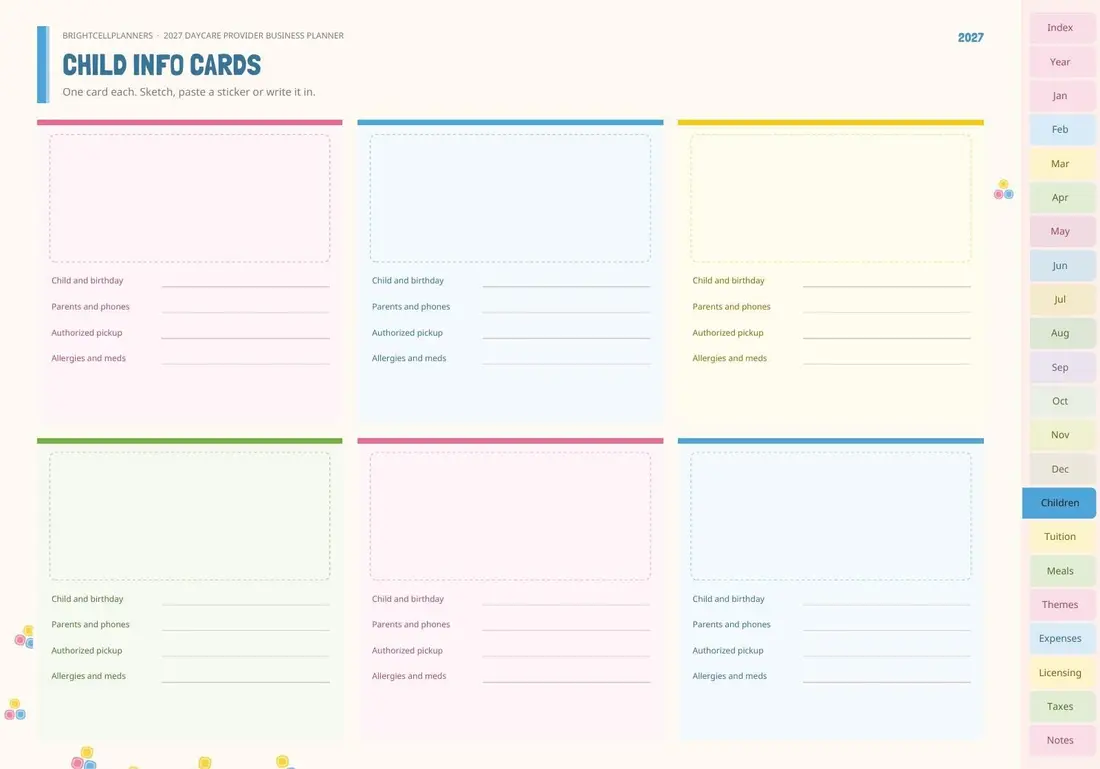 BRIGHTCELLPLANNERS · 2027 DAYCARE PROVIDER BUSINESS PLANNER
2027
CHILD INFO CARDS
One card each. Sketch, paste a sticker or write it in.
Child and birthday
Parents and phones
Authorized pickup
Allergies and meds
Child and birthday
Parents and phones
Authorized pickup
Allergies and meds
Child and birthday
Parents and phones
Authorized pickup
Allergies and meds
Child and birthday
Parents and phones
Authorized pickup
Allergies and meds
Child and birthday
Parents and phones
Authorized pickup
Allergies and meds
Child and birthday
Parents and phones
Authorized pickup
Allergies and meds
Index
Year
Jan
Feb
Mar
Apr
May
Jun
Jul
Aug
Sep
Oct
Nov
Dec
Children
Tuition
Meals
Themes
Expenses
Licensing
Taxes
Notes